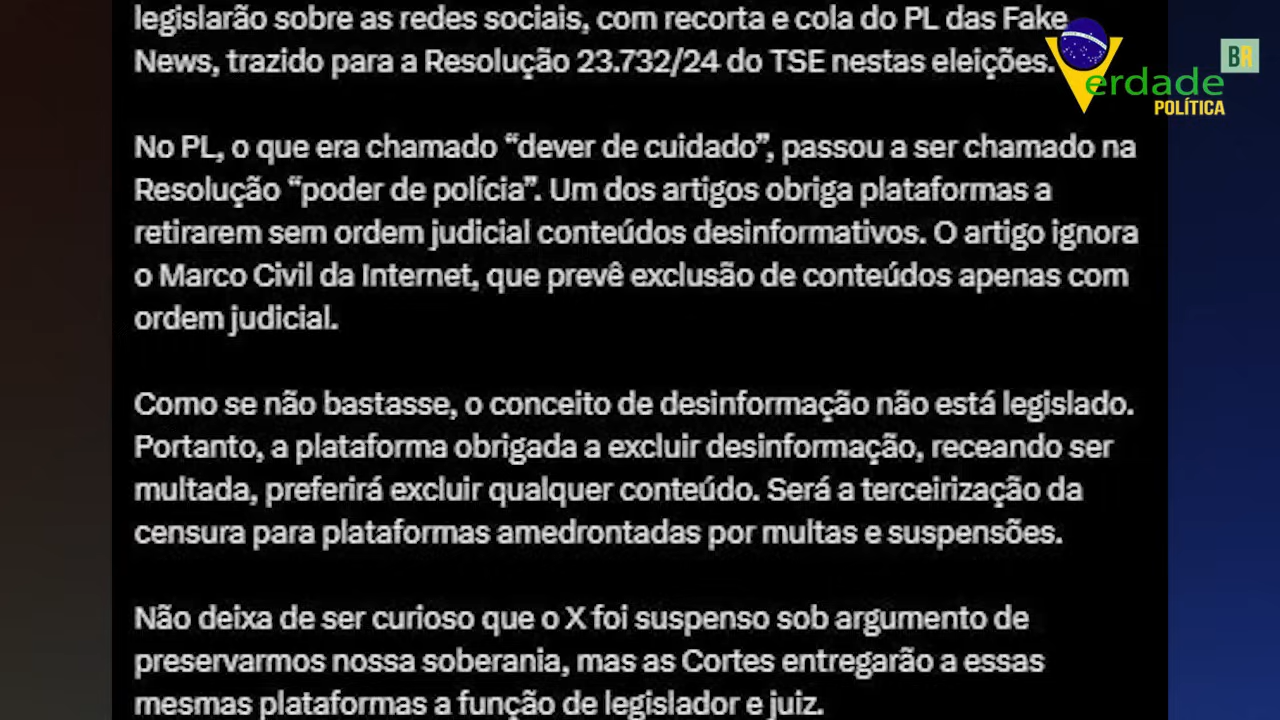 legislarão sobre as redes sociais, com recorta e cola do PL das Fake
News, trazido para a Resolução 23.732/24 do TSE nestas eleições.
erdade
POLÍTICA
BR
No PL, o que era chamado “dever de cuidado”, passou a ser chamado na
Resolução “poder de polícia”. Um dos artigos obriga plataformas a
retirarem sem ordem judicial conteúdos desinformativos. O artigo ignora
o Marco Civil da Internet, que prevê exclusão de conteúdos apenas com
ordem judicial.
Como se não bastasse, o conceito de desinformação não está legislado.
Portanto, a plataforma obrigada a excluir desinformação, receando ser
multada, preferirá excluir qualquer conteúdo. Será a terceirização da
censura para plataformas amedrontadas por multas e suspensões.
Não deixa de ser curioso que o X foi suspenso sob argumento de
preservarmos nossa soberania, mas as Cortes entregarão a essas
mesmas plataformas a função de legislador e juiz.